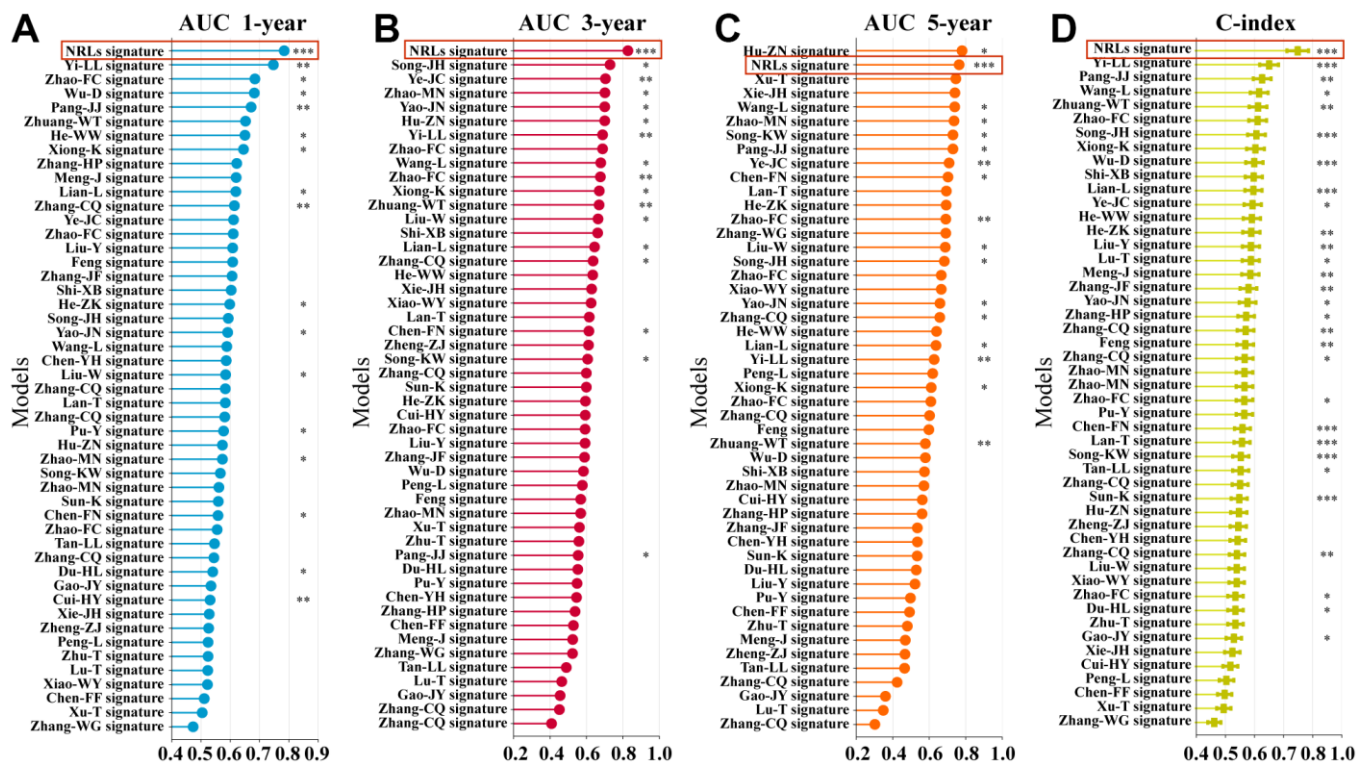 A
AUC 1-year
Models
NRLs signature ***
Yi-LL signature **
Zhao-FC signature *
Wu-D signature *
Pang-JJ signature **
Zhuang-WT signature
He-WW signature *
Xiong-K signature *
Zhang-HP signature
Meng-J signature
Lian-L signature *
Zhang-CQ signature **
Ye-JC signature
Zhao-FC signature
Liu-Y signature
Feng signature
Zhang-JF signature
Shi-XB signature
He-ZK signature *
Song-JH signature
Yao-JN signature *
Wang-L signature
Chen-YH signature
Liu-W signature *
Zhang-CQ signature
Lan-T signature
Zhang-CQ signature
Pu-Y signature *
Hu-ZN signature
Zhao-MN signature *
Song-KW signature
Zhao-MN signature
Sun-K signature
Chen-FN signature *
Zhao-FC signature
Tan-LL signature
Zhang-CQ signature
Du-HL signature *
Gao-JY signature
Cui-HY signature **
Xie-JH signature
Zheng-ZJ signature
Peng-L signature
Zhu-T signature
Lu-T signature
Xiao-WY signature
Chen-FF signature
Xu-T signature
Zhang-WG signature
0.4 0.5 0.6 0.7 0.8 0.9
B
AUC 3-year
Models
NRLs signature ***
Song-JH signature *
Ye-JC signature **
Zhao-MN signature *
Yao-JN signature *
Hu-ZN signature *
Yi-LL signature **
Zhao-FC signature
Wang-L signature *
Zhao-FC signature **
Xiong-K signature *
Zhuang-WT signature **
Liu-W signature *
Shi-XB signature
Lian-L signature *
Zhang-CQ signature *
He-WW signature
Xie-JH signature
Xiao-WY signature
Lan-T signature
Chen-FN signature *
Zheng-ZJ signature
Song-KW signature *
Zhang-CQ signature
Sun-K signature
He-ZK signature
Cui-HY signature
Zhao-FC signature
Liu-Y signature
Zhang-JF signature
Wu-D signature
Peng-L signature
Feng signature
Zhao-MN signature
Xu-T signature
Zhu-T signature
Pang-JJ signature *
Du-HL signature
Pu-Y signature
Chen-YH signature
Zhang-HP signature
Chen-FF signature
Meng-J signature
Zhang-WG signature
Tan-LL signature
Lu-T signature
Gao-JY signature
Zhang-CQ signature
Zhang-CQ signature
0.2 0.4 0.6 0.8 1.0
C
AUC 5-year
Models
Hu-ZN signature *
NRLs signature ***
Xu-T signature
Xie-JH signature
Wang-L signature *
Zhao-MN signature *
Song-KW signature *
Pang-JJ signature *
Ye-JC signature **
Chen-FN signature *
Lan-T signature
He-ZK signature
Zhao-FC signature **
Zhang-WG signature
Liu-W signature *
Song-JH signature *
Zhao-FC signature
Xiao-WY signature
Yao-JN signature *
Zhang-CQ signature *
He-WW signature
Lian-L signature *
Yi-LL signature **
Peng-L signature
Xiong-K signature *
Zhao-FC signature
Zhang-CQ signature
Feng signature
Zhuang-WT signature **
Wu-D signature
Shi-XB signature
Zhao-MN signature
Cui-HY signature
Zhang-HP signature
Zhang-JF signature
Chen-YH signature
Sun-K signature
Du-HL signature
Liu-Y signature
Pu-Y signature
Chen-FF signature
Zhu-T signature
Meng-J signature
Zheng-ZJ signature
Tan-LL signature
Zhang-CQ signature
Gao-JY signature
Lu-T signature
Zhang-CQ signature
0.2 0.4 0.6 0.8 1.0
D
C-index
Models
NRLs signature ***
Yi-LL signature ***
Pang-JJ signature **
Wang-L signature *
Zhuang-WT signature **
Zhao-FC signature
Song-JH signature ***
Xiong-K signature
Wu-D signature ***
Shi-XB signature
Lian-L signature ***
Ye-JC signature *
He-WW signature
He-ZK signature **
Liu-Y signature **
Lu-T signature *
Meng-J signature **
Zhang-JF signature **
Yao-JN signature *
Zhang-HP signature *
Zhang-CQ signature **
Feng signature **
Zhang-CQ signature *
Zhao-MN signature
Zhao-MN signature
Zhao-FC signature *
Pu-Y signature
Chen-FN signature ***
Lan-T signature ***
Song-KW signature ***
Tan-LL signature *
Zhang-CQ signature
Sun-K signature ***
Hu-ZN signature
Zheng-ZJ signature
Chen-YH signature
Zhang-CQ signature **
Liu-W signature
Xiao-WY signature
Zhao-FC signature *
Du-HL signature *
Zhu-T signature
Gao-JY signature *
Xie-JH signature
Cui-HY signature
Peng-L signature
Chen-FF signature
Xu-T signature
Zhang-WG signature
0.4 0.5 0.6 0.7 0.8 1.0